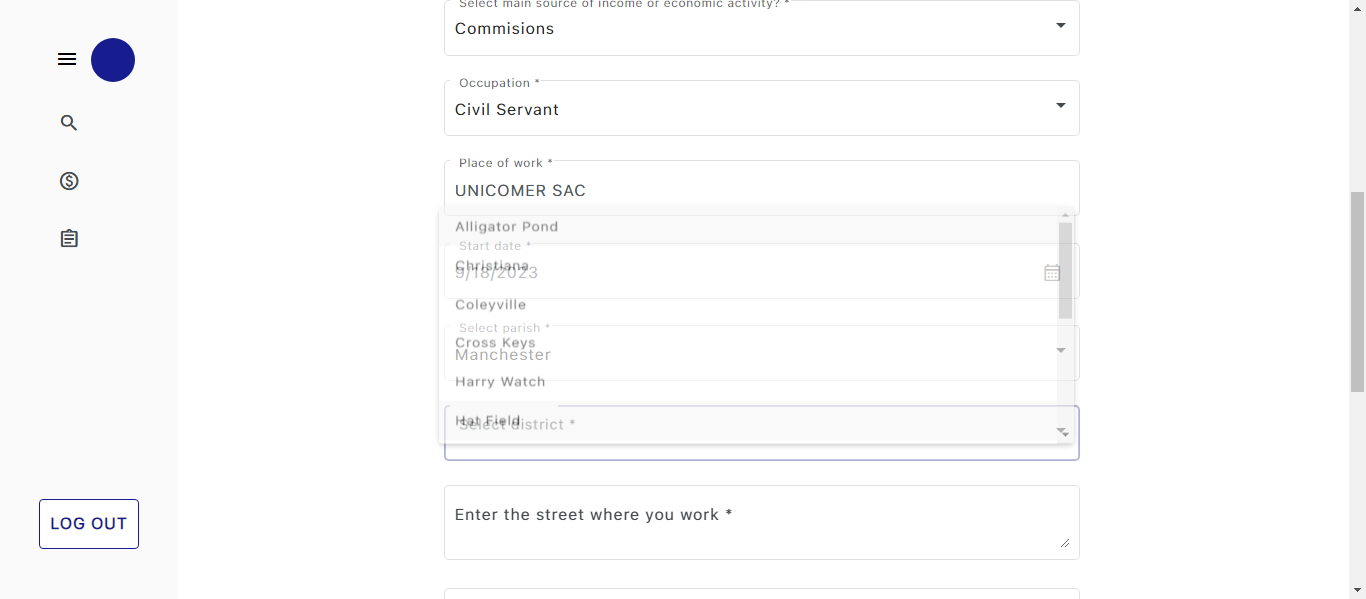 Select main source of income or economic activity? *
Commisions
Occupation *
Civil Servant
Place of work *
UNICOMER SAC
Alligator Pond
Start date *
Christiana
9/18/2023
Coleyville
Select parish *
Cross Keys
Manchester
Harry Watch
Hat Field
Select district *
Enter the street where you work *
LOG OUT